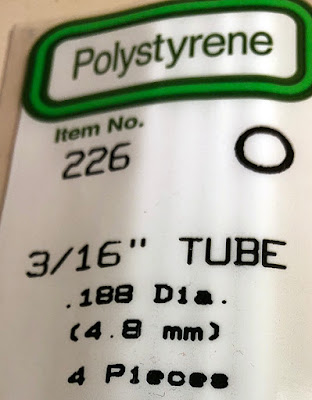 Polystyrene
Item No.
226
3/16" TUBE
.188 Dia.
(4.8 mm)
4 Pieces